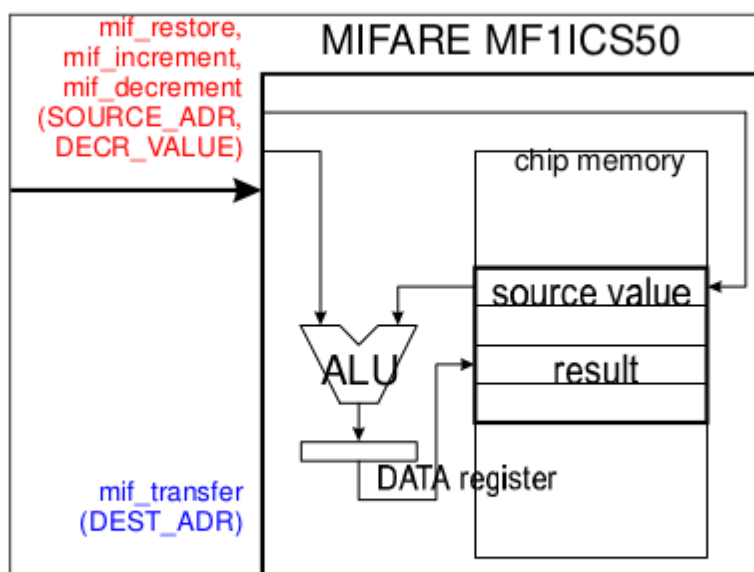 mif_restore,
mif_increment,
mif_decrement
(SOURCE_ADR,
DECR_VALUE)
MIFARE MF1ICS50
chip memory
source value
ALU
result
DATA register
mif_transfer
(DEST_ADR)